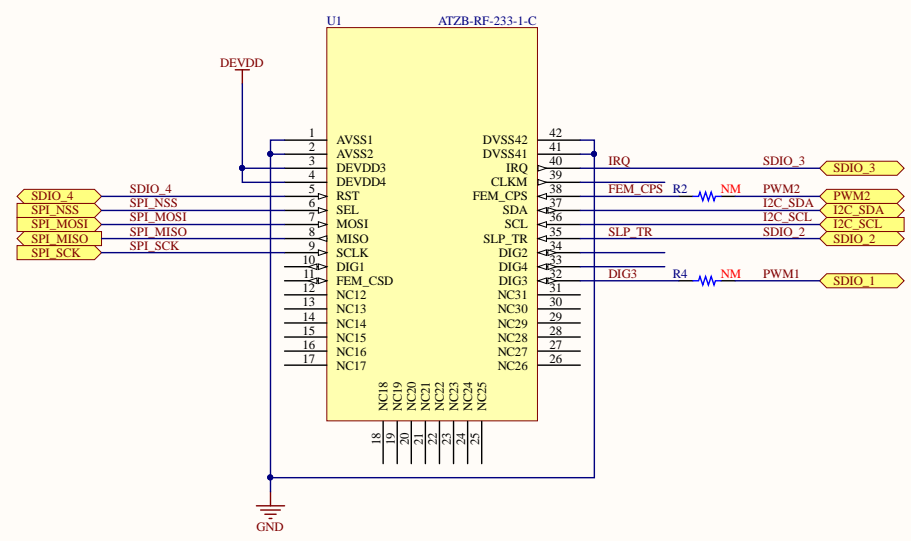 U1 ATZB-RF-233-1-C
DEVDD
1 AVSS1 DVSS42 42
2 AVSS2 DVSS41 41
3 DEVDD3 IRQ 40 IRQ SDIO_3 SDIO_3
4 DEVDD4 CLKM 39
SDIO_4 SDIO_4 5 RST FEM_CPS 38 FEM_CPS R2 NM PWM2 PWM2
SPI_NSS SPI_NSS 6 SEL SDA 37 I2C_SDA I2C_SDA
SPI_MOSI SPI_MOSI 7 MOSI SCL 36 I2C_SCL I2C_SCL
SPI_MISO SPI_MISO 8 MISO SLP_TR 35 SLP_TR SDIO_2 SDIO_2
SPI_SCK SPI_SCK 9 SCLK DIG2 34
10 DIG1 DIG4 33
11 FEM_CSD DIG3 32 DIG3 R4 NM PWM1 SDIO_1
12 NC12 NC31 31
13 NC13 NC30 30
14 NC14 NC29 29
15 NC15 NC28 28
16 NC16 NC27 27
17 NC17 NC26 26
NC18 NC19 NC20 NC21 NC22 NC23 NC24 NC25
18 19 20 21 22 23 24 25
GND